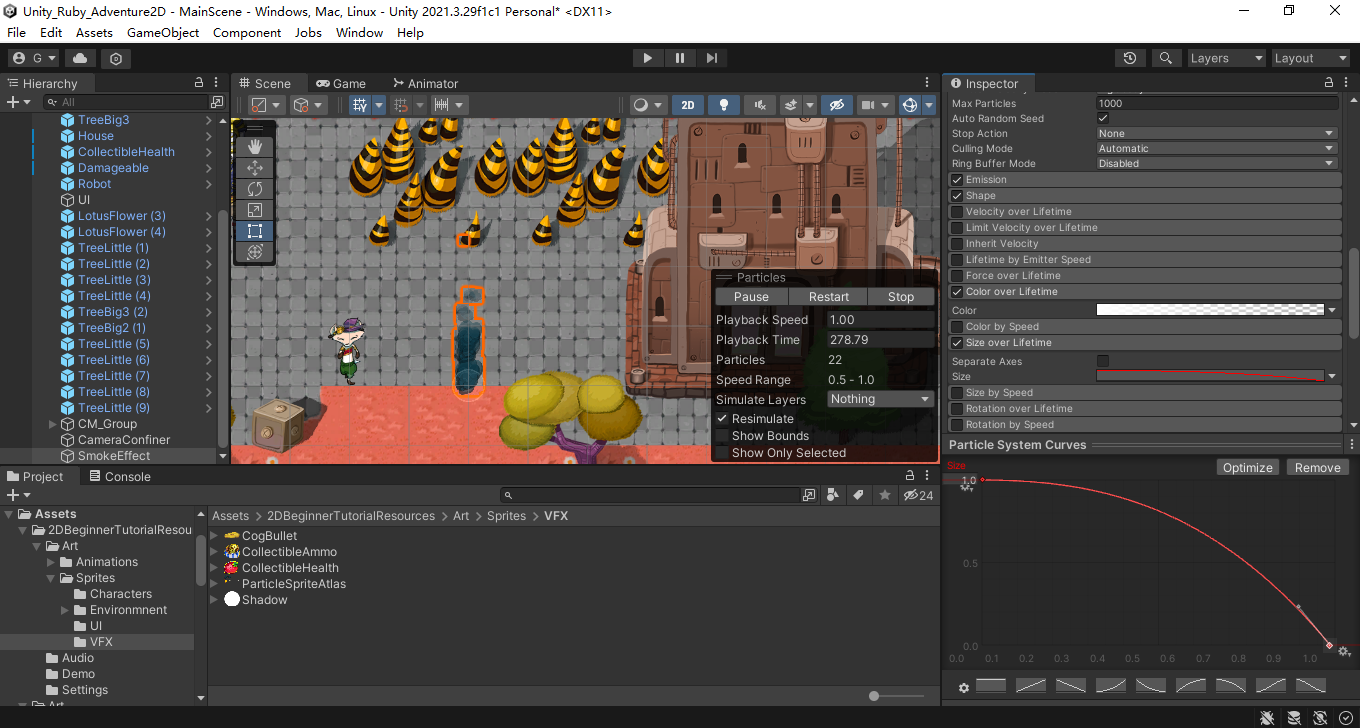 Unity_Ruby_Adventure2D - MainScene - Windows, Mac, Linux - Unity 2021.3.29f1c1 Personal* <DX11>
File Edit Assets GameObject Component Jobs Window Help
G Layers Layout
Hierarchy
All
TreeBig3
House
CollectibleHealth
Damageable
Robot
UI
LotusFlower (3)
LotusFlower (4)
TreeLittle (1)
TreeLittle (2)
TreeLittle (3)
TreeLittle (4)
TreeBig3 (2)
TreeBig2 (1)
TreeLittle (5)
TreeLittle (6)
TreeLittle (7)
TreeLittle (8)
TreeLittle (9)
CM_Group
CameraConfiner
SmokeEffect
Scene Game Animator
2D
Particles
Pause Restart Stop
Playback Speed 1.00
Playback Time 278.79
Particles 22
Speed Range 0.5 - 1.0
Simulate Layers Nothing
Resimulate
Show Bounds
Show Only Selected
Inspector
Max Particles 1000
Auto Random Seed
Stop Action None
Culling Mode Automatic
Ring Buffer Mode Disabled
Emission
Shape
Velocity over Lifetime
Limit Velocity over Lifetime
Inherit Velocity
Lifetime by Emitter Speed
Force over Lifetime
Color over Lifetime
Color
Color by Speed
Size over Lifetime
Separate Axes
Size
Size by Speed
Rotation over Lifetime
Rotation by Speed
Particle System Curves
Size
Optimize Remove
1.0
0.5
0.0
0.0 0.1 0.2 0.3 0.4 0.5 0.6 0.7 0.8 0.9 1.0
Project Console
24
Assets
2DBeginnerTutorialResou
Art
Animations
Sprites
Characters
Environmnent
UI
VFX
Audio
Demo
Settings
Assets > 2DBeginnerTutorialResources > Art > Sprites > VFX
CogBullet
CollectibleAmmo
CollectibleHealth
ParticleSpriteAtlas
Shadow